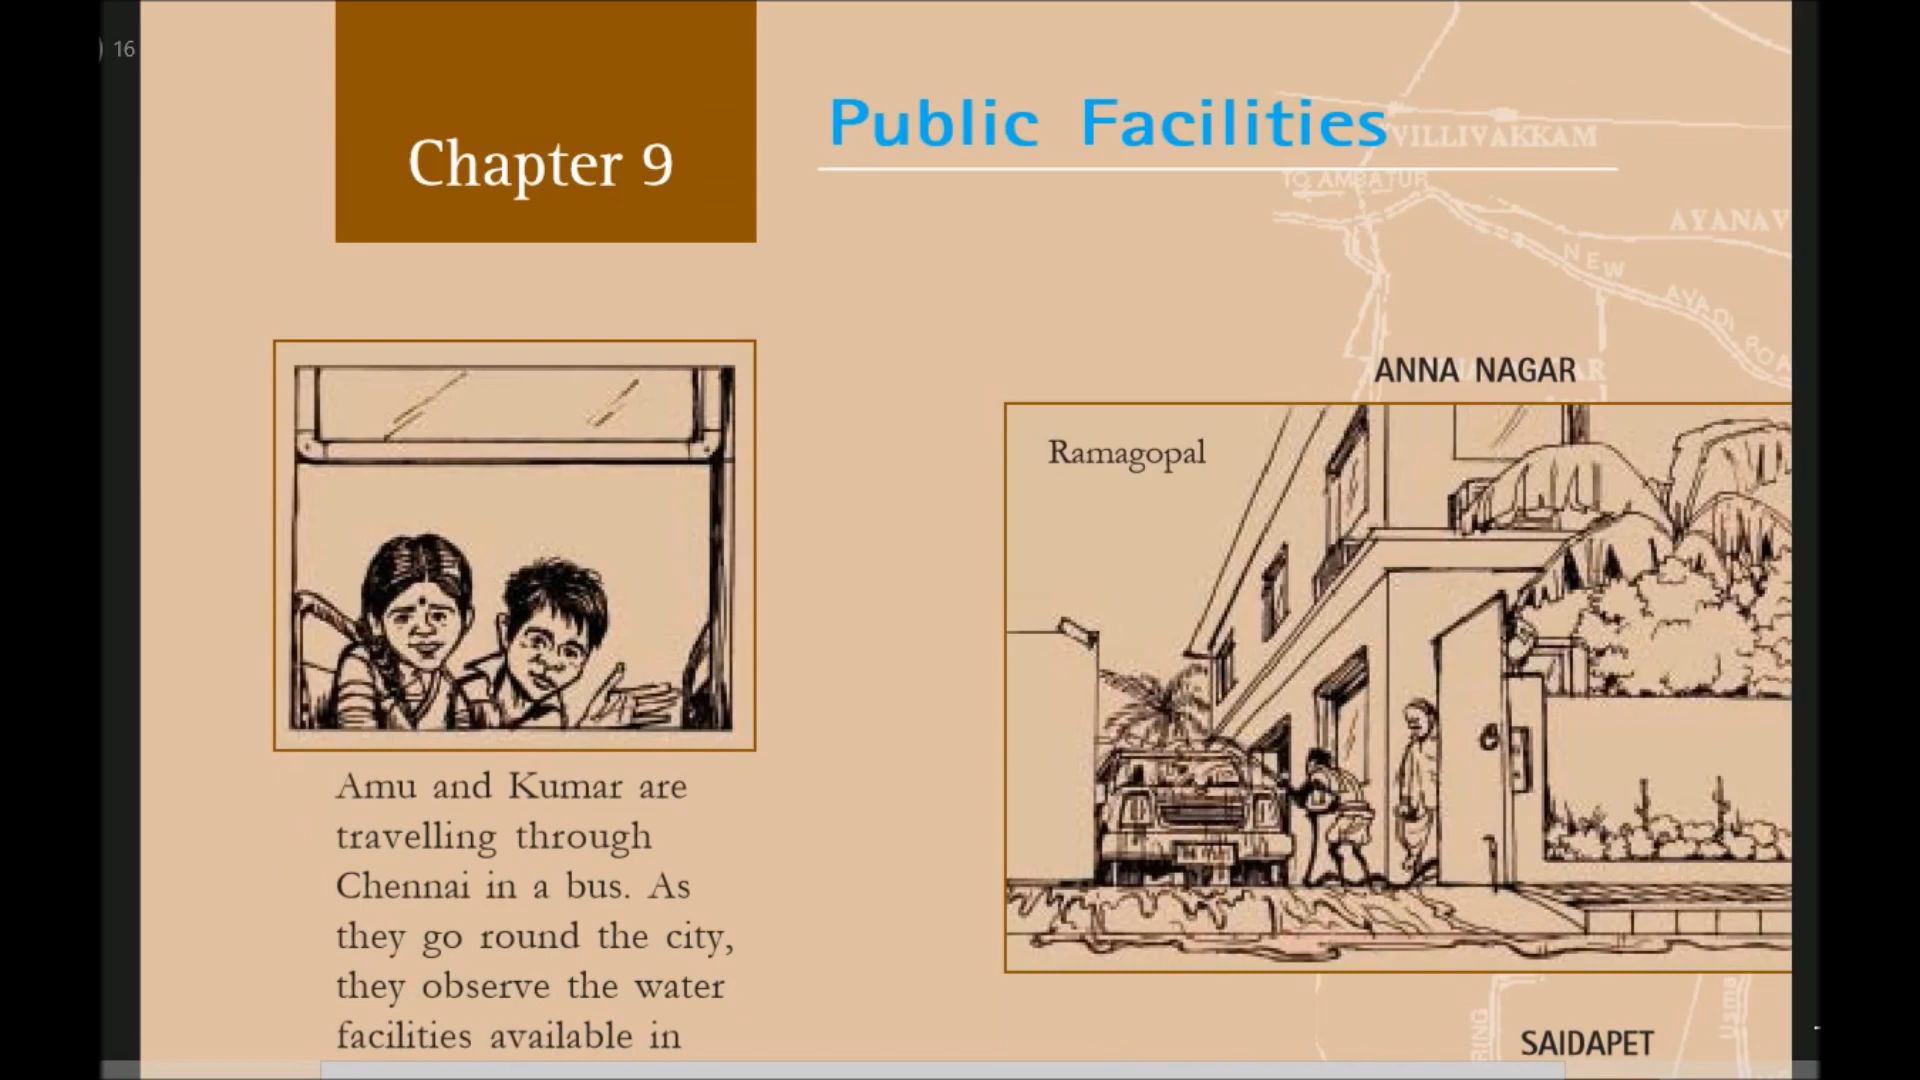 16
Chapter 9
Public Facilities
VILLIVAKKAM
TO AMBATUR
AYANAV
NEW
AVADI
ROA
ANNA NAGAR
Ramagopal
Amu and Kumar are
travelling through
Chennai in a bus. As
they go round the city,
they observe the water
facilities available in
SAIDAPET
RING
Usma